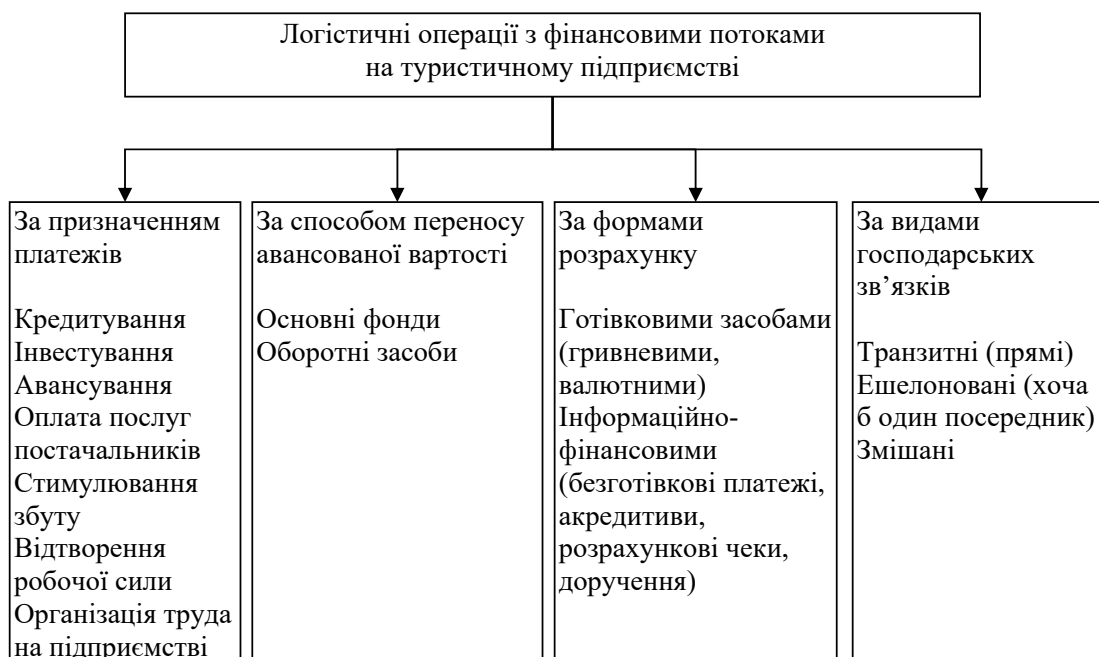 Логістичні операції з фінансовими потоками
на туристичному підприємстві
За призначенням
платежів
Кредитування
Інвестування
Авансування
Оплата послуг
постачальників
Стимулювання
збуту
Відтворення
робочої сили
Організація труда
на підприємстві
За способом переносу
авансованої вартості
Основні фонди
Оборотні засоби
За формами
розрахунку
Готівковими засобами
(гривневими,
валютними)
Інформаційно-
фінансовими
(безготівкові платежі,
акредитиви,
розрахункові чеки,
доручення)
За видами
господарських
зв’язків
Транзитні (прямі)
Ешелоновані (хоча
б один посередник)
Змішані